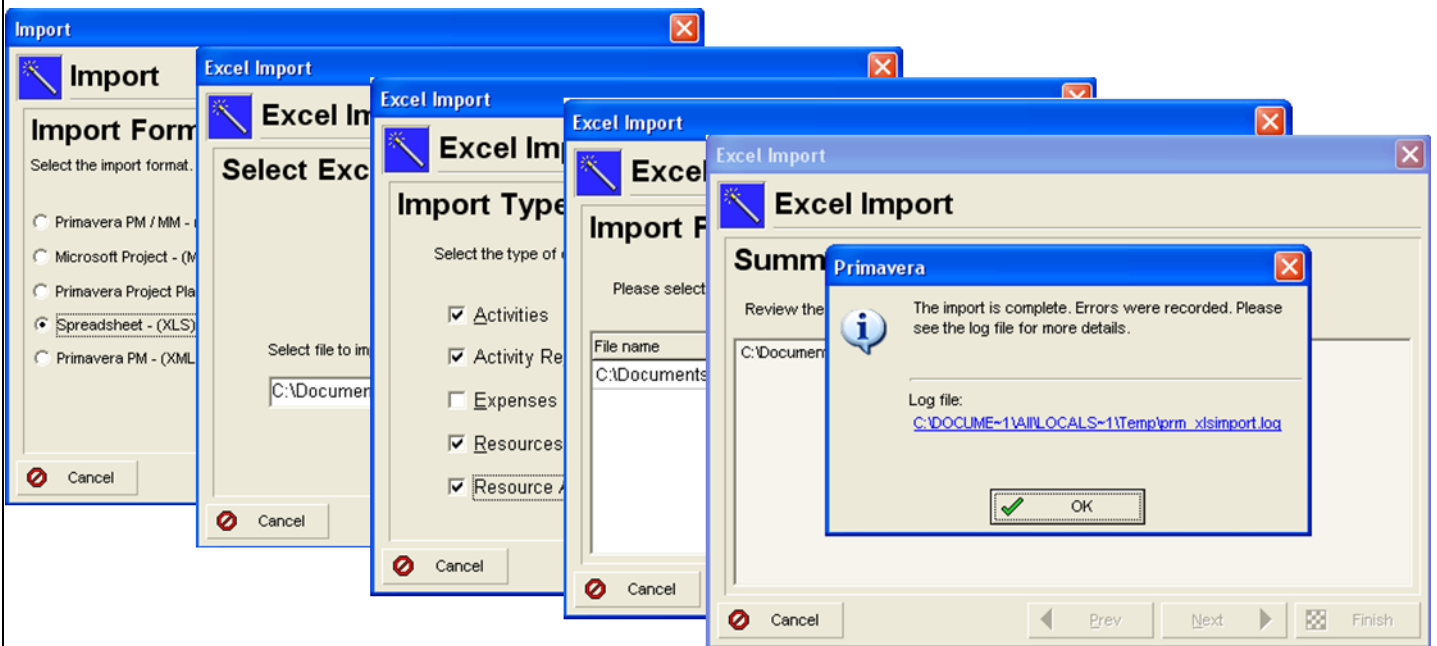 Import
Import
Import Form
Select the import format.
Primavera PM / MM -
Microsoft Project - (M
Primavera Project Pla
Spreadsheet - (XLS)
Primavera PM - (XML
Cancel
Excel Import
Excel Im
Select Exc
Select file to im
C:\Documen
Cancel
Excel Import
Excel Im
Import Type
Select the type of
Activities
Activity Re
Expenses
Resources
Resource A
Cancel
Excel Import
Excel
Import F
Please select
File name
C:\Documents
Cancel
Excel Import
Excel Import
Summ
Review the
C:\Documen
Primavera
The import is complete. Errors were recorded. Please
see the log file for more details.
Log file:
C:\DOCUME~1\All\LOCALS~1\Temp\prm_xlsimport.log
OK
Cancel
Prev
Next
Finish